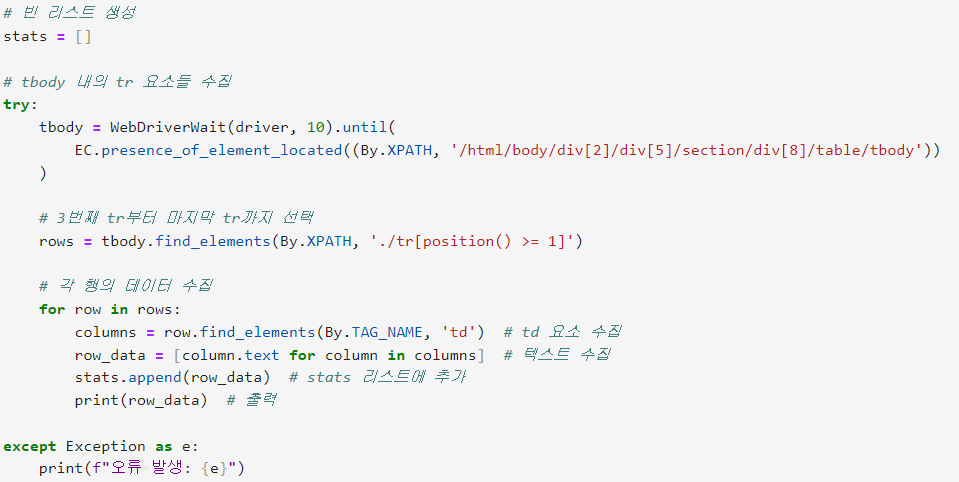 # 빈 리스트 생성
stats = []
# tbody 내의 tr 요소들 수집
try:
    tbody = WebDriverWait(driver, 10).until(
        EC.presence_of_element_located((By.XPATH, '/html/body/div[2]/div[5]/section/div[8]/table/tbody'))
    )
    # 3번째 tr부터 마지막 tr까지 선택
    rows = tbody.find_elements(By.XPATH, './tr[position() >= 1]')
    # 각 행의 데이터 수집
    for row in rows:
        columns = row.find_elements(By.TAG_NAME, 'td')  # td 요소 수집
        row_data = [column.text for column in columns]  # 텍스트 수집
        stats.append(row_data)  # stats 리스트에 추가
        print(row_data)  # 출력
except Exception as e:
    print(f"오류 발생: {e}")